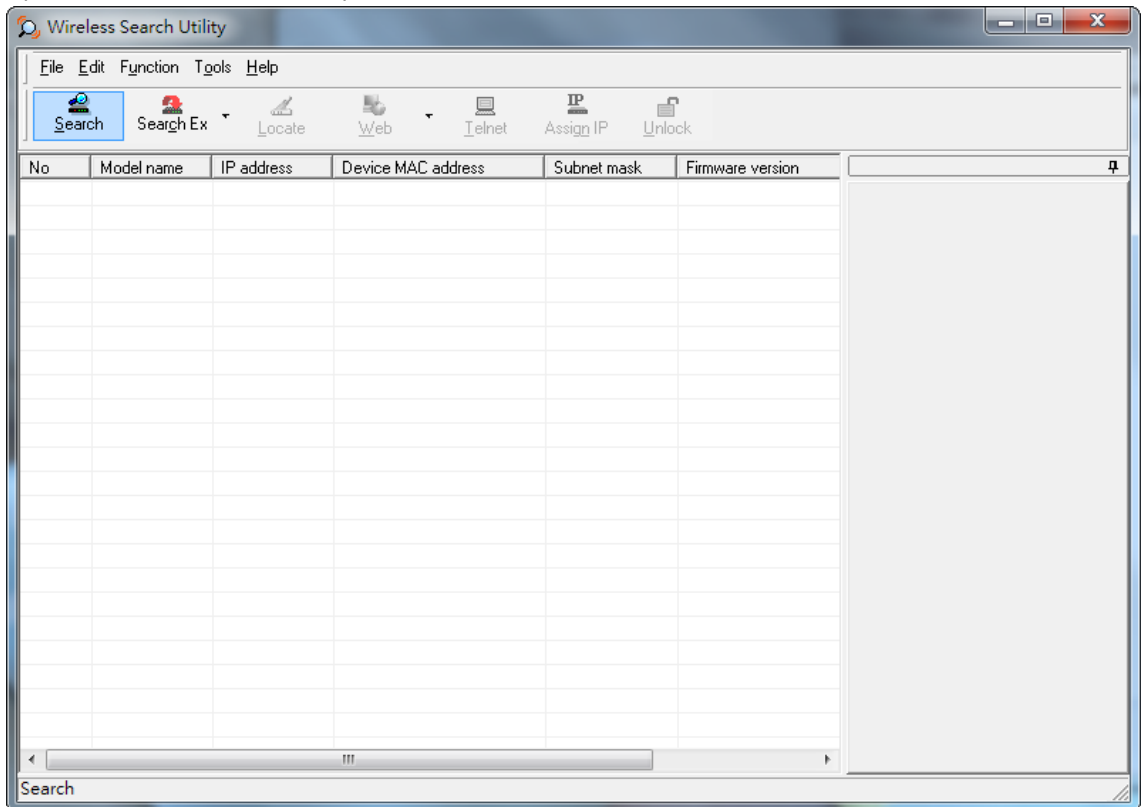 Wireless Search Utility
File Edit Function Tools Help
Search Search Ex Locate Web Telnet Assign IP Unlock
No Model name IP address Device MAC address Subnet mask Firmware version
Search